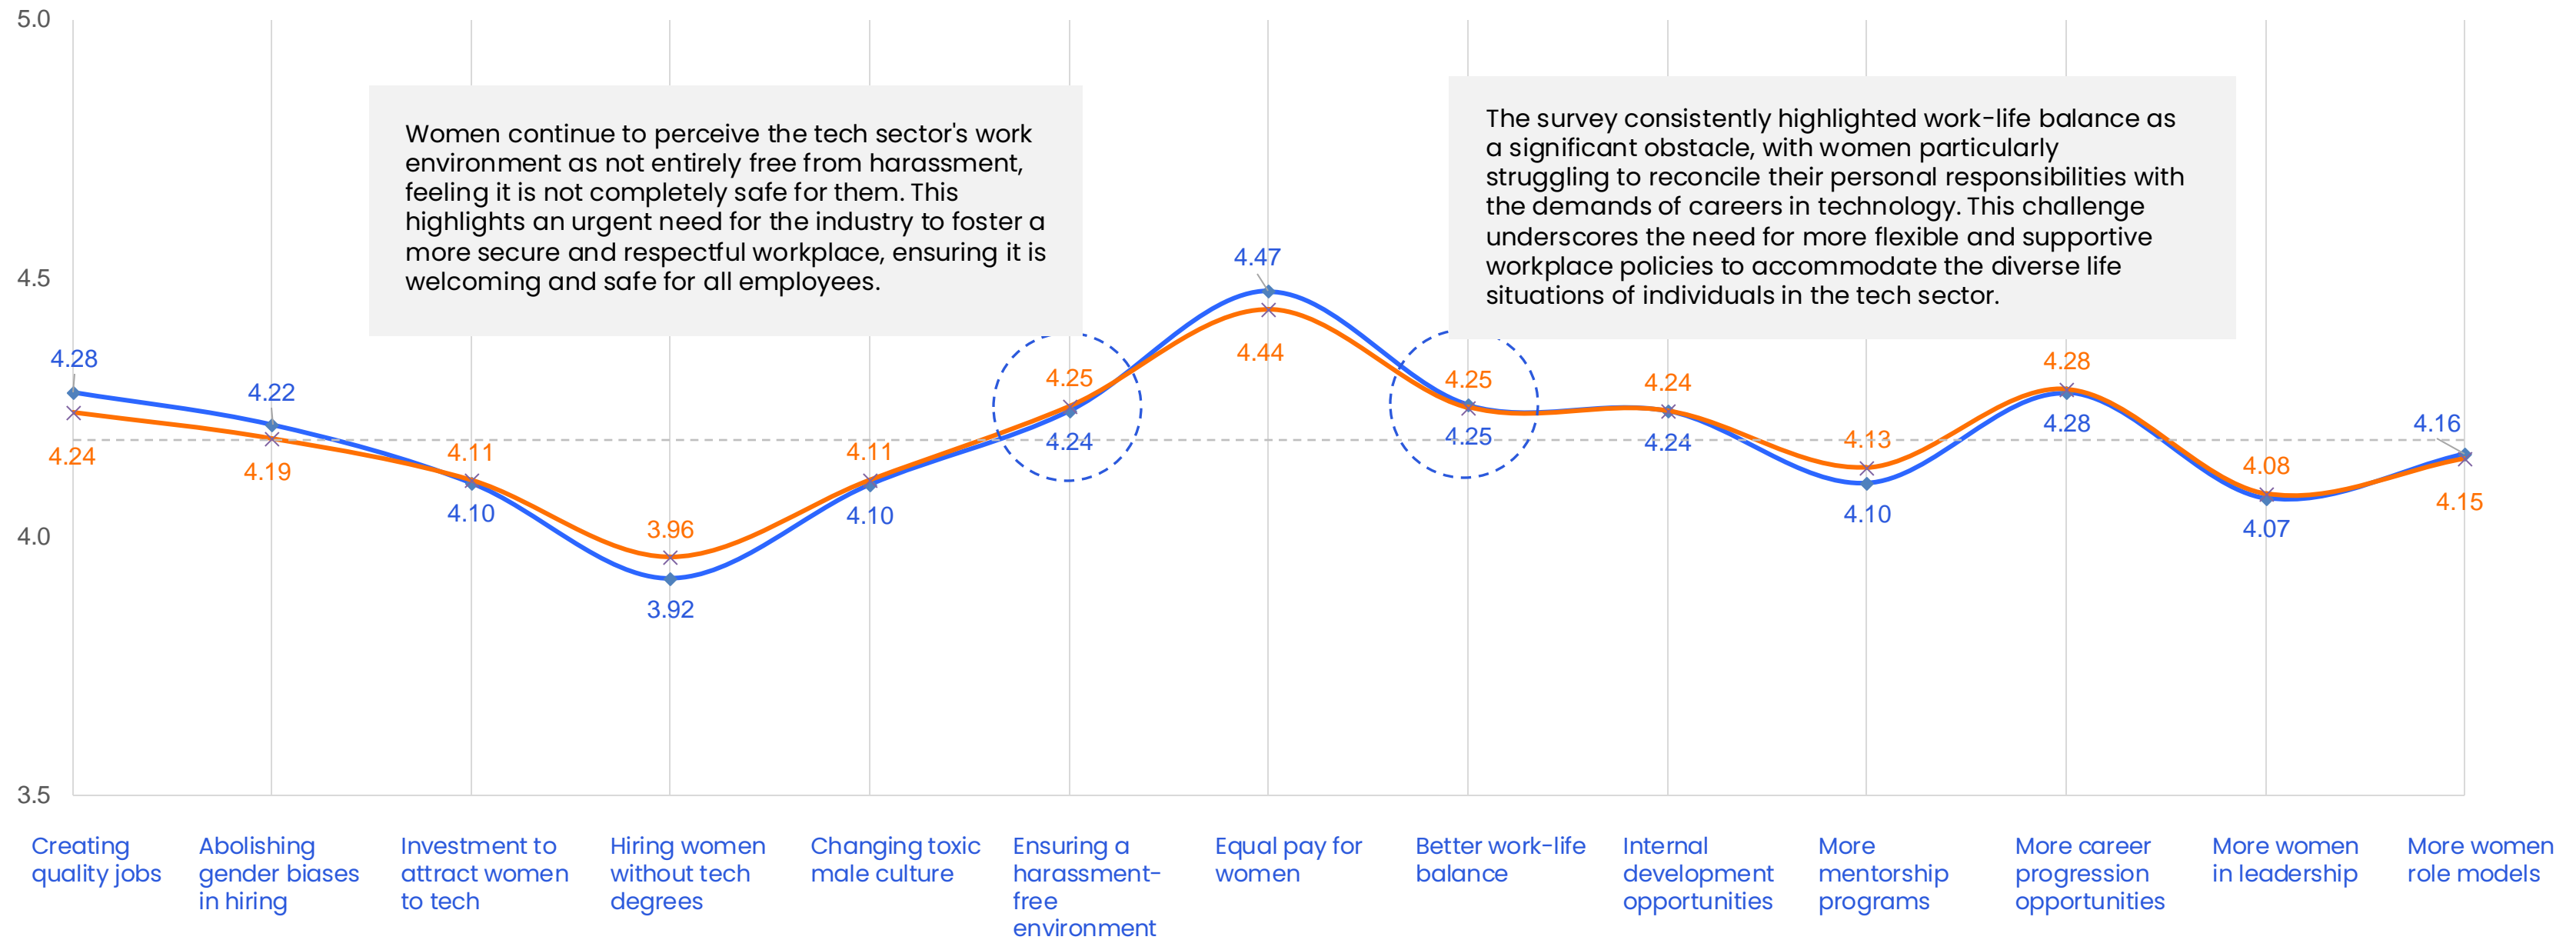 5.0
4.5
4.0
3.5
Women continue to perceive the tech sector's work
environment as not entirely free from harassment,
feeling it is not completely safe for them. This
highlights an urgent need for the industry to foster a
more secure and respectful workplace, ensuring it is
welcoming and safe for all employees.
The survey consistently highlighted work-life balance as
a significant obstacle, with women particularly
struggling to reconcile their personal responsibilities with
the demands of careers in technology. This challenge
underscores the need for more flexible and supportive
workplace policies to accommodate the diverse life
situations of individuals in the tech sector.
4.28
4.24
4.22
4.19
4.11
4.10
3.96
3.92
4.11
4.10
4.25
4.24
4.47
4.44
4.25
4.25
4.24
4.24
4.13
4.10
4.28
4.28
4.08
4.07
4.16
4.15
Creating
quality jobs
Abolishing
gender biases
in hiring
Investment to
attract women
to tech
Hiring women
without tech
degrees
Changing toxic
male culture
Ensuring a
harassment-
free
environment
Equal pay for
women
Better work-life
balance
Internal
development
opportunities
More
mentorship
programs
More career
progression
opportunities
More women
in leadership
More women
role models